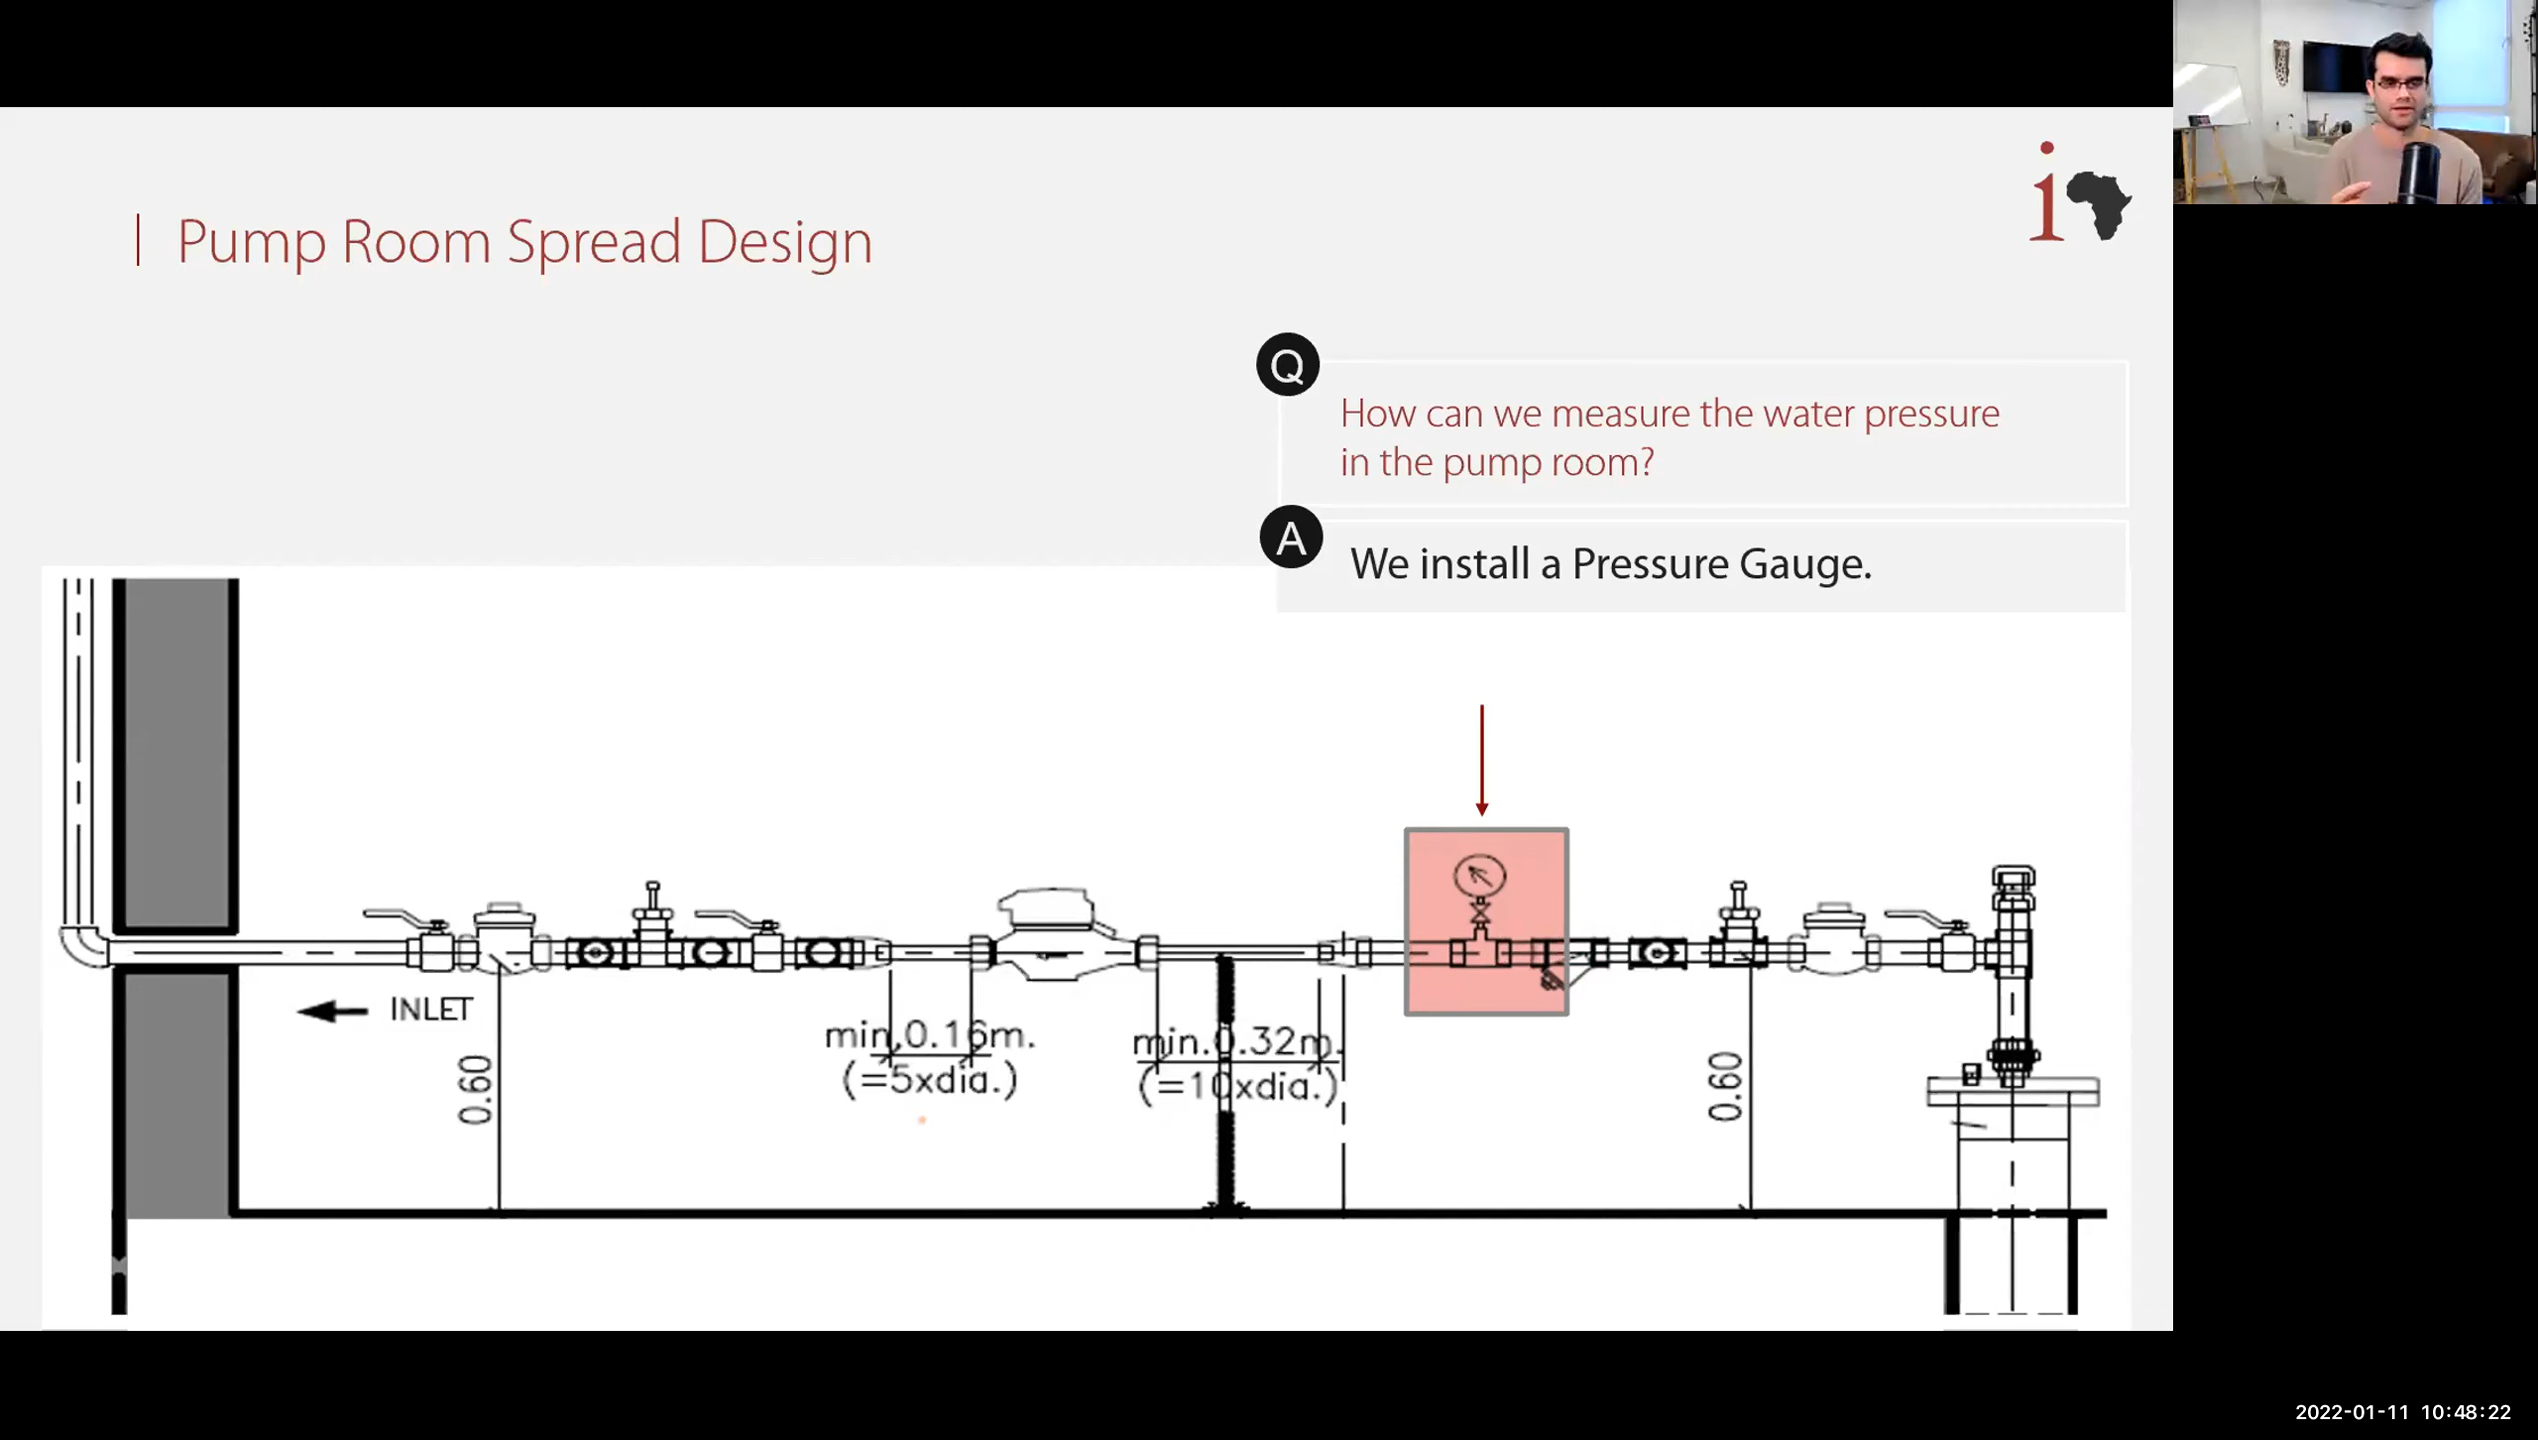 i
Pump Room Spread Design
Q
How can we measure the water pressure
in the pump room?
A
We install a Pressure Gauge.
INLET
0.60
min.0.16m.
(=5xdia.)
min.0.32m.
(=10xdia.)
0.60
2022-01-11 10:48:22